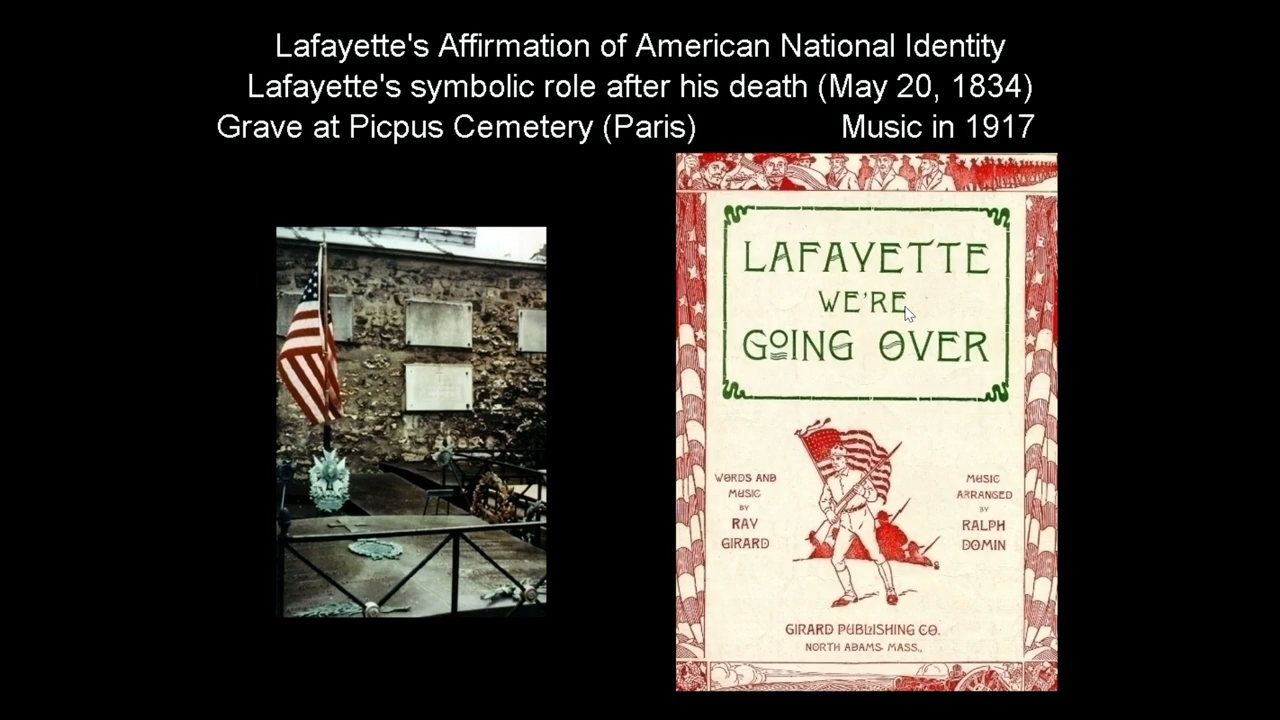 Lafayette's Affirmation of American National Identity
Lafayette's symbolic role after his death (May 20, 1834)
Grave at Picpus Cemetery (Paris) Music in 1917
LAFAYETTE
WE'RE
GOING OVER
WORDS AND
MUSIC
BY
RAY
GIRARD
MUSIC
ARRANGED
BY
RALPH
DOMIN
GIRARD PUBLISHING CO.
NORTH ADAMS. MASS.